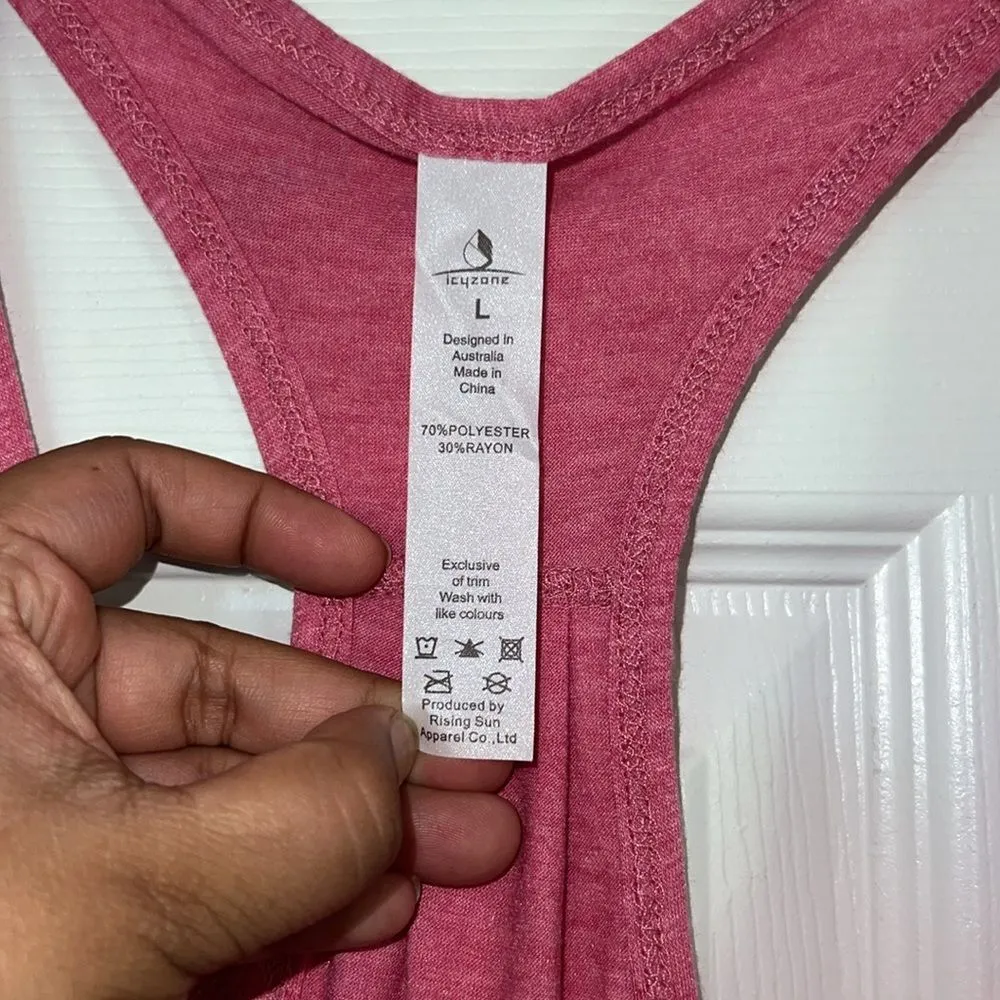 icyzone
L
Designed in
Australia
Made in
China
70%POLYESTER
30%RAYON
Exclusive
of trim
Wash with
like colours
Produced by
Rising Sun
Apparel Co.,Ltd